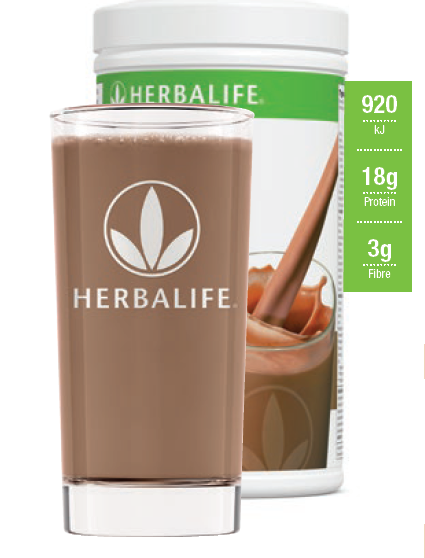 HERBALIFE®
920
kJ
18g
Protein
3g
Fibre
HERBALIFE®